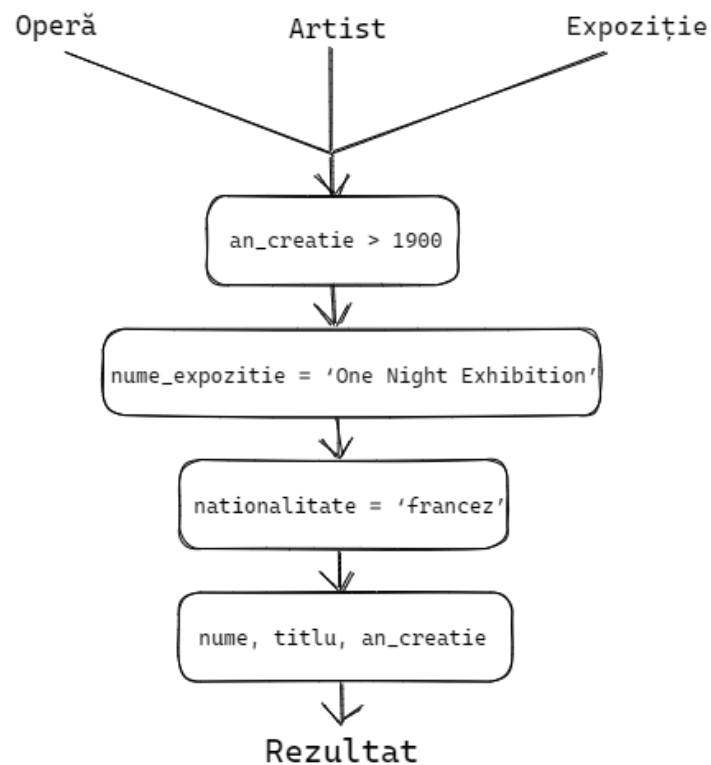 Operă Artist Expoziție
an_creatie > 1900
nume_expozitie = ‘One Night Exhibition’
nationalitate = ‘francez’
nume, titlu, an_creatie
Rezultat